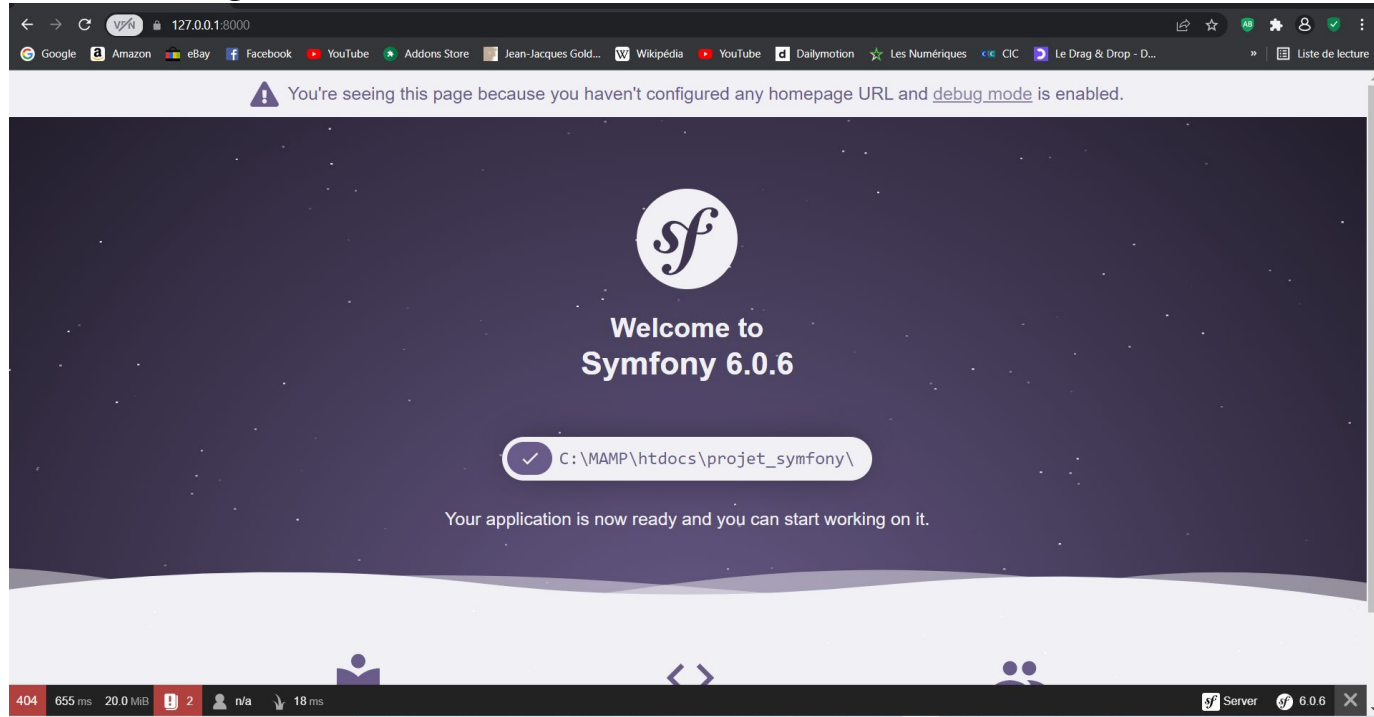 VPN 127.0.0.1:8000
Google Amazon eBay Facebook YouTube Addons Store Jean-Jacques Gold... Wikipédia YouTube Dailymotion Les Numériques CIC Le Drag & Drop - D... » Liste de lecture
You're seeing this page because you haven't configured any homepage URL and debug mode is enabled.
sf
Welcome to
Symfony 6.0.6
C:\MAMP\htdocs\projet_symfony\
Your application is now ready and you can start working on it.
404 655 ms 20.0 MiB 2 n/a 18 ms sf Server sf 6.0.6